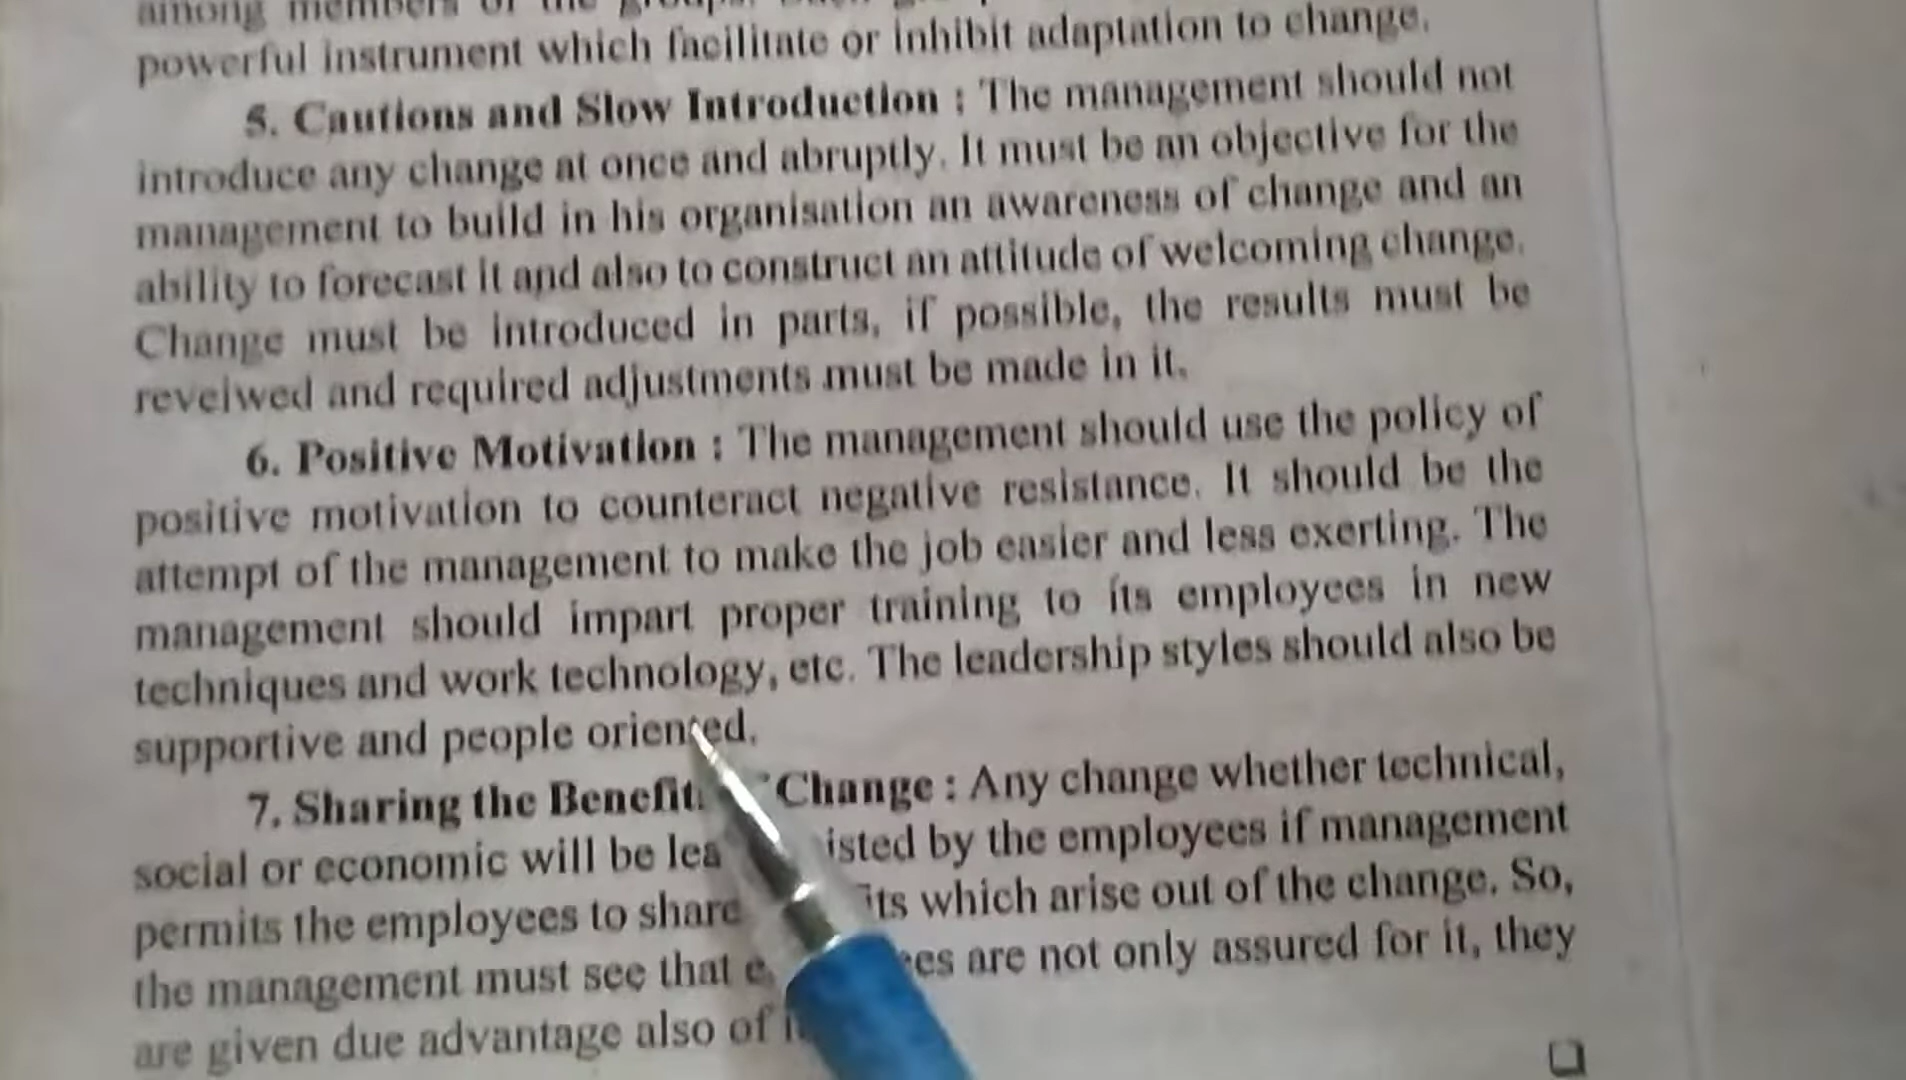 among members of the groups. Such
powerful instrument which facilitate or inhibit adaptation to change.
5. Cautions and Slow Introduction : The management should not
introduce any change at once and abruptly. It must be an objective for the
management to build in his organisation an awareness of change and an
ability to forecast it and also to construct an attitude of welcoming change.
Change must be introduced in parts, if possible, the results must be
reveiwed and required adjustments must be made in it.
6. Positive Motivation : The management should use the policy of
positive motivation to counteract negative resistance. It should be the
attempt of the management to make the job easier and less exerting. The
management should impart proper training to its employees in new
techniques and work technology, etc. The leadership styles should also be
supportive and people oriented.
7. Sharing the Change : Any change whether technical,
social or economic will be by the employees if management
permits the employees to share which arise out of the change. So,
the management must see that are not only assured for it, they
are given due advantage also of